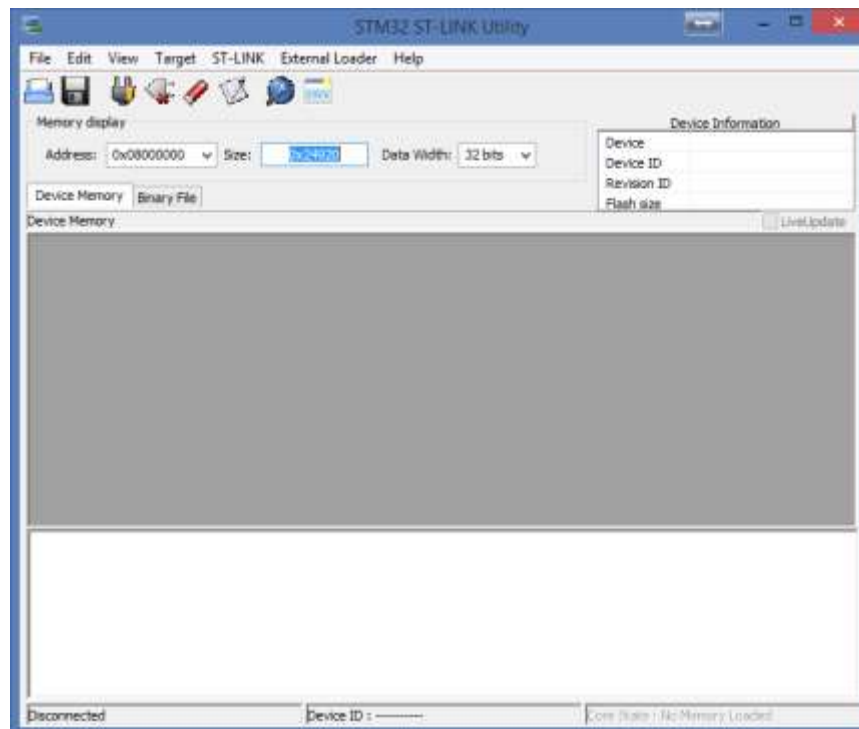 STM32 ST-LINK Utility
File Edit View Target ST-LINK External Loader Help
Memory display
Address: 0x08000000 Size: 0x24920 Data Width: 32 bits
Device Information
Device
Device ID
Revision ID
Flash size
Device Memory Binary File
Device Memory LiveUpdate
Disconnected Device ID : ---------- Core State : No Memory Loaded